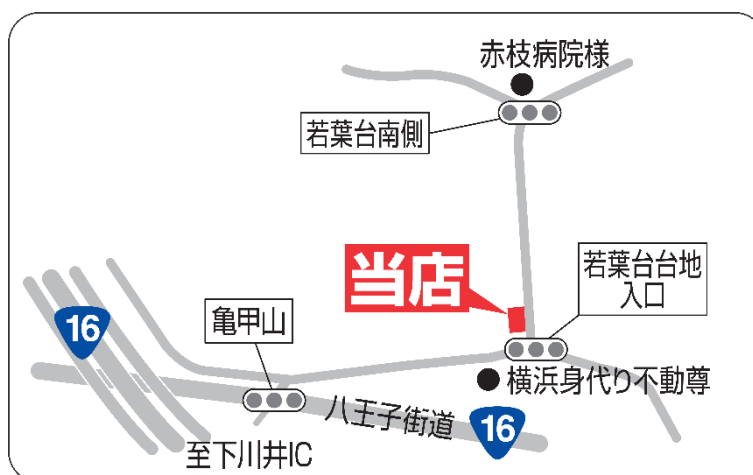 赤枝病院様
若葉台南側
当店
若葉台台地
入口
16
亀甲山
横浜身代り不動尊
八王子街道
16
至下川井IC